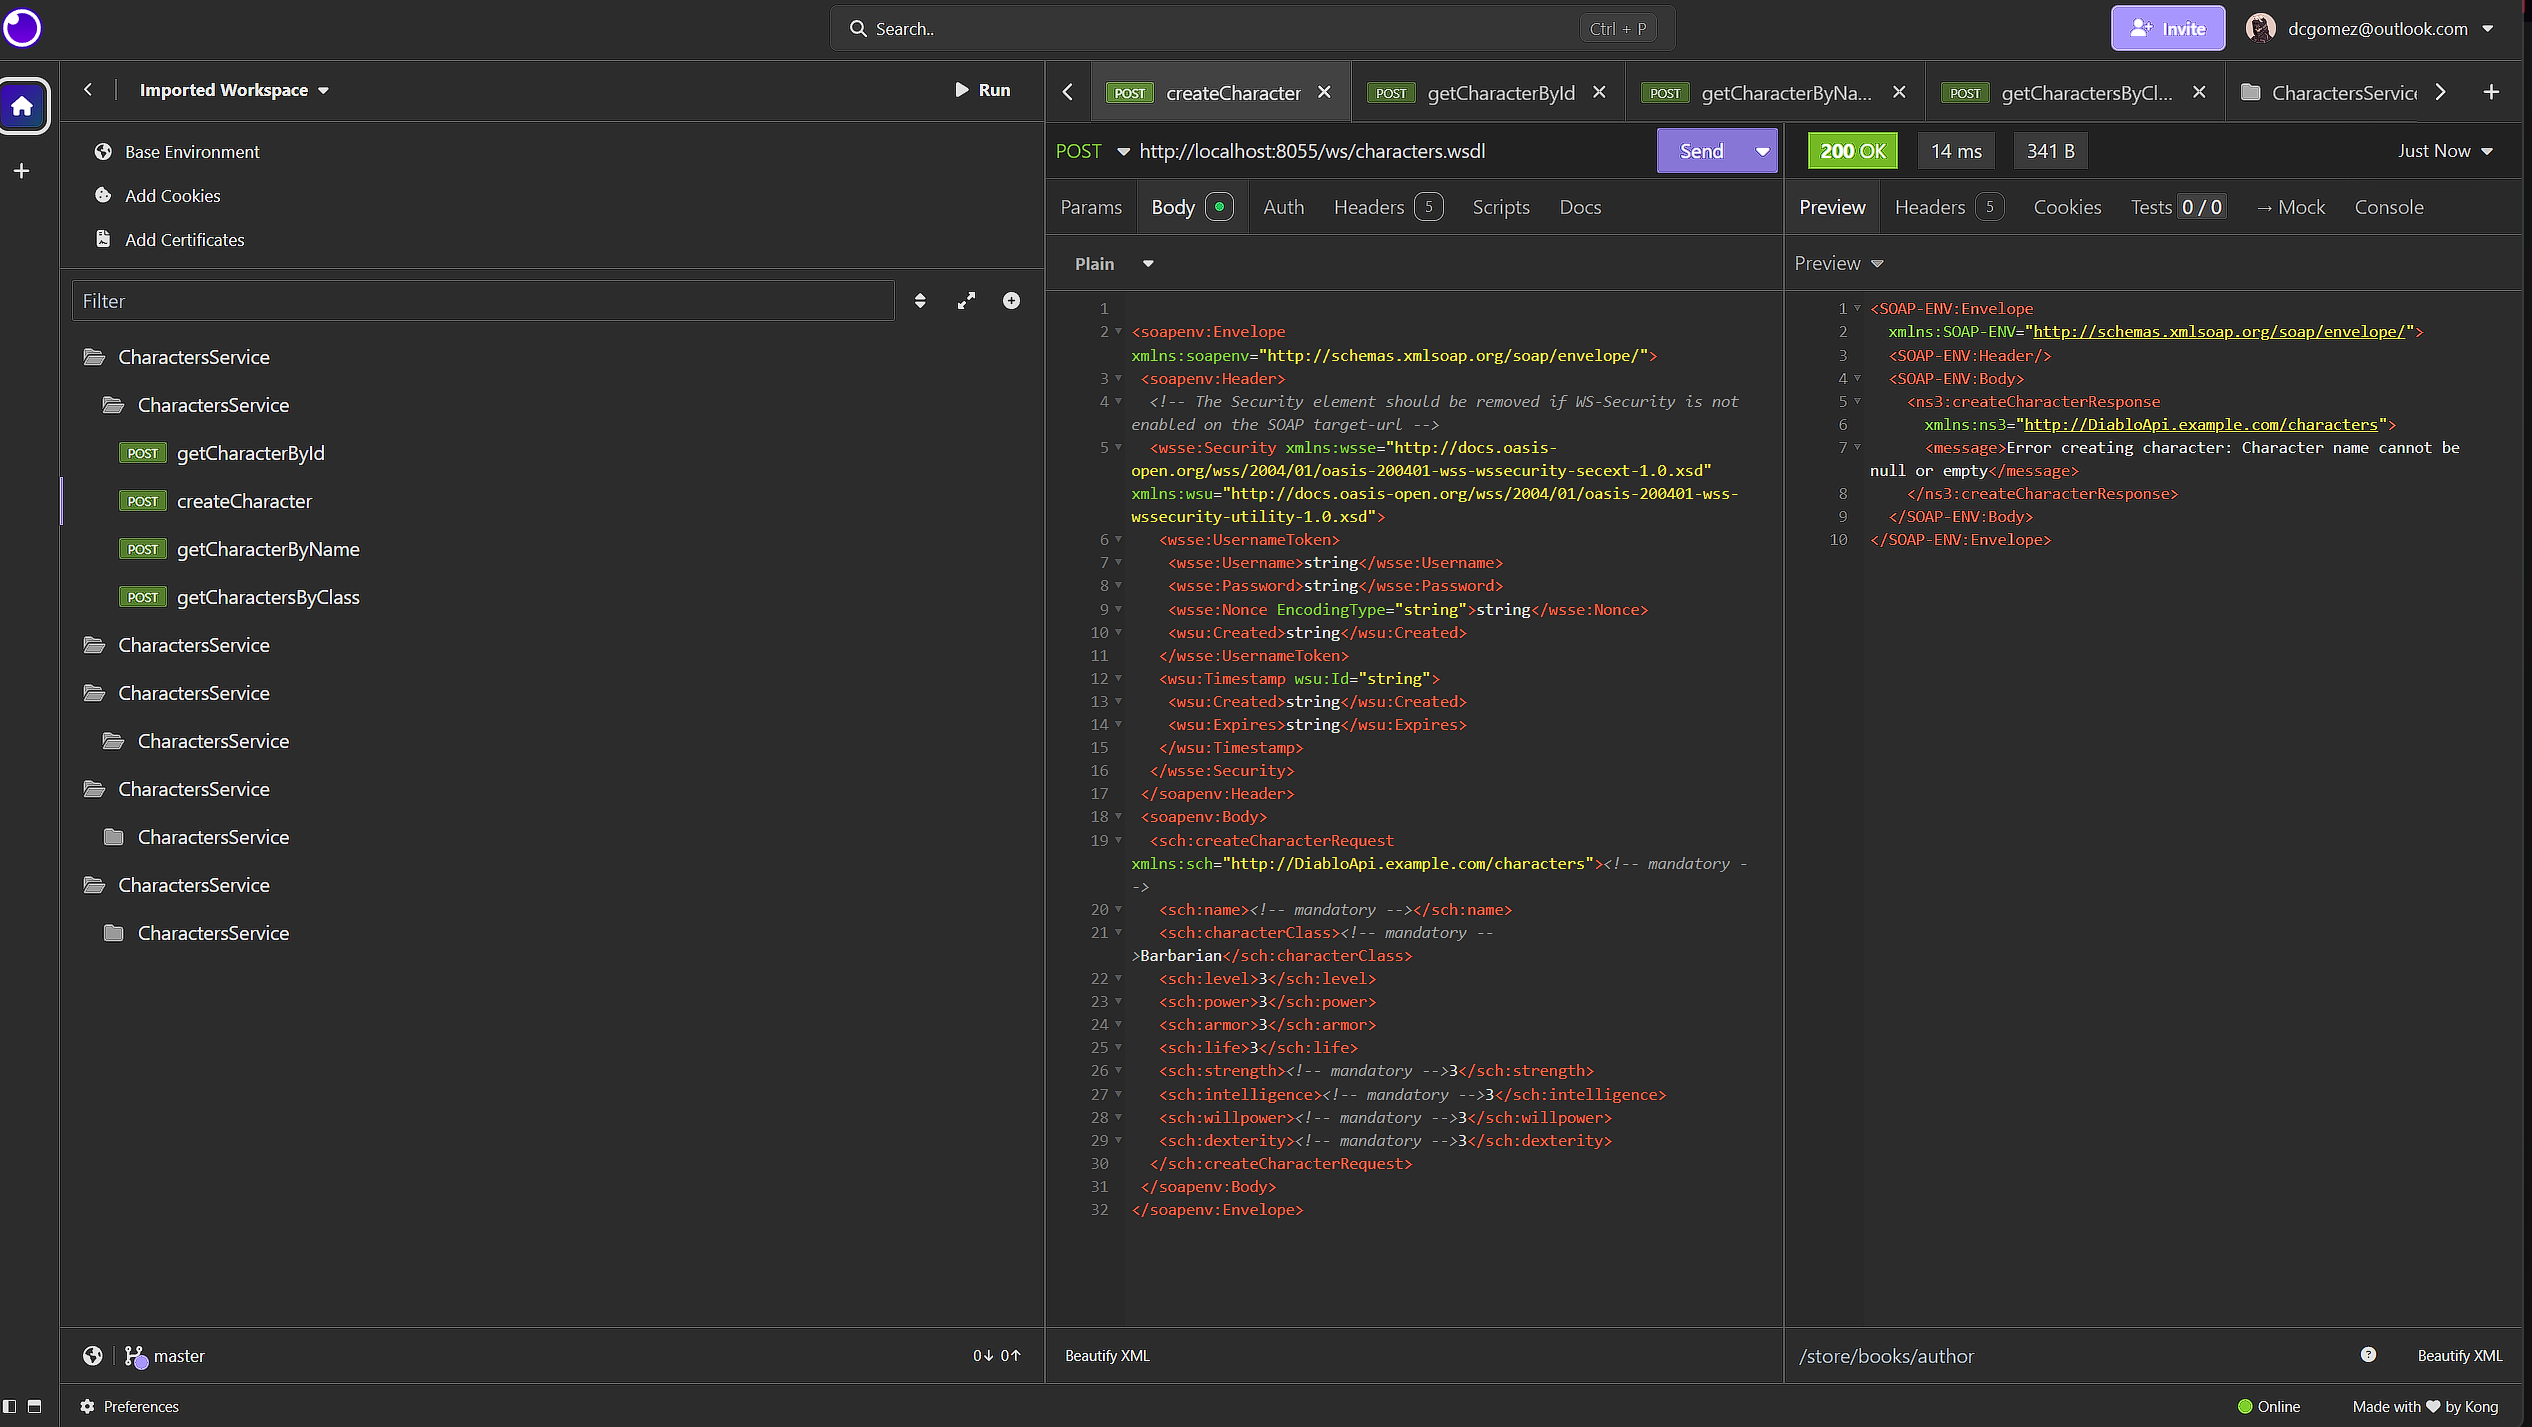 Search..
Ctrl + P
Invite
dcgomez@outlook.com
Imported Workspace
Run
Base Environment
Add Cookies
Add Certificates
Filter
CharactersService
CharactersService
POST getCharacterById
POST createCharacter
POST getCharacterByName
POST getCharactersByClass
CharactersService
CharactersService
CharactersService
CharactersService
CharactersService
CharactersService
CharactersService
master
0↓ 0↑
POST createCharacter
POST getCharacterById
POST getCharacterByNa...
POST getCharactersByCl...
CharactersService
POST http://localhost:8055/ws/characters.wsdl
Send
Params Body Auth Headers 5 Scripts Docs
Plain
1
2 <soapenv:Envelope
xmlns:soapenv="http://schemas.xmlsoap.org/soap/envelope/">
3 <soapenv:Header>
4 <!-- The Security element should be removed if WS-Security is not
enabled on the SOAP target-url -->
5 <wsse:Security xmlns:wsse="http://docs.oasis-
open.org/wss/2004/01/oasis-200401-wss-wssecurity-secext-1.0.xsd"
xmlns:wsu="http://docs.oasis-open.org/wss/2004/01/oasis-200401-wss-
wssecurity-utility-1.0.xsd">
6 <wsse:UsernameToken>
7 <wsse:Username>string</wsse:Username>
8 <wsse:Password>string</wsse:Password>
9 <wsse:Nonce EncodingType="string">string</wsse:Nonce>
10 <wsu:Created>string</wsu:Created>
11 </wsse:UsernameToken>
12 <wsu:Timestamp wsu:Id="string">
13 <wsu:Created>string</wsu:Created>
14 <wsu:Expires>string</wsu:Expires>
15 </wsu:Timestamp>
16 </wsse:Security>
17 </soapenv:Header>
18 <soapenv:Body>
19 <sch:createCharacterRequest
xmlns:sch="http://DiabloApi.example.com/characters"><!-- mandatory -
->
20 <sch:name><!-- mandatory --></sch:name>
21 <sch:characterClass><!-- mandatory --
>Barbarian</sch:characterClass>
22 <sch:level>3</sch:level>
23 <sch:power>3</sch:power>
24 <sch:armor>3</sch:armor>
25 <sch:life>3</sch:life>
26 <sch:strength><!-- mandatory -->3</sch:strength>
27 <sch:intelligence><!-- mandatory -->3</sch:intelligence>
28 <sch:willpower><!-- mandatory -->3</sch:willpower>
29 <sch:dexterity><!-- mandatory -->3</sch:dexterity>
30 </sch:createCharacterRequest>
31 </soapenv:Body>
32 </soapenv:Envelope>
Beautify XML
200 OK 14 ms 341 B
Just Now
Preview Headers 5 Cookies Tests 0 / 0 → Mock Console
Preview
1 <SOAP-ENV:Envelope
2 xmlns:SOAP-ENV="http://schemas.xmlsoap.org/soap/envelope/">
3 <SOAP-ENV:Header/>
4 <SOAP-ENV:Body>
5 <ns3:createCharacterResponse
6 xmlns:ns3="http://DiabloApi.example.com/characters">
7 <message>Error creating character: Character name cannot be
null or empty</message>
8 </ns3:createCharacterResponse>
9 </SOAP-ENV:Body>
10 </SOAP-ENV:Envelope>
/store/books/author
Beautify XML
Preferences
Online
Made with ♥ by Kong